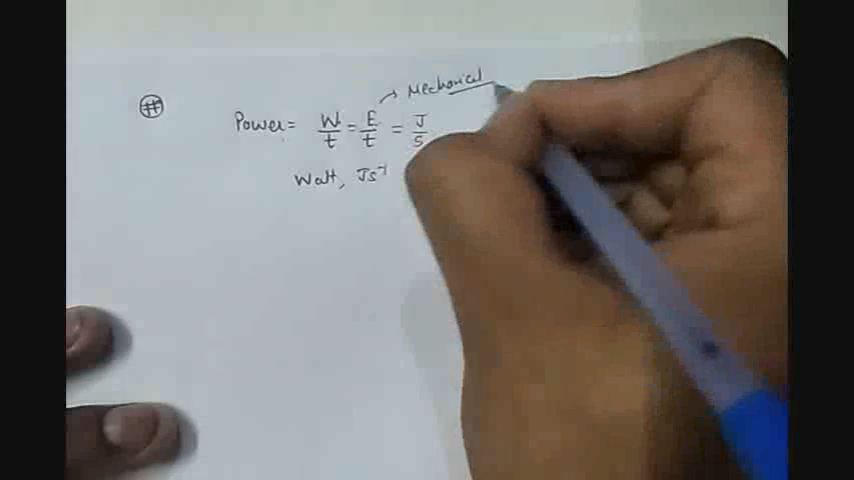 Mechanical
# Power = W/t = E/t = J/s
Watt, Js⁻¹